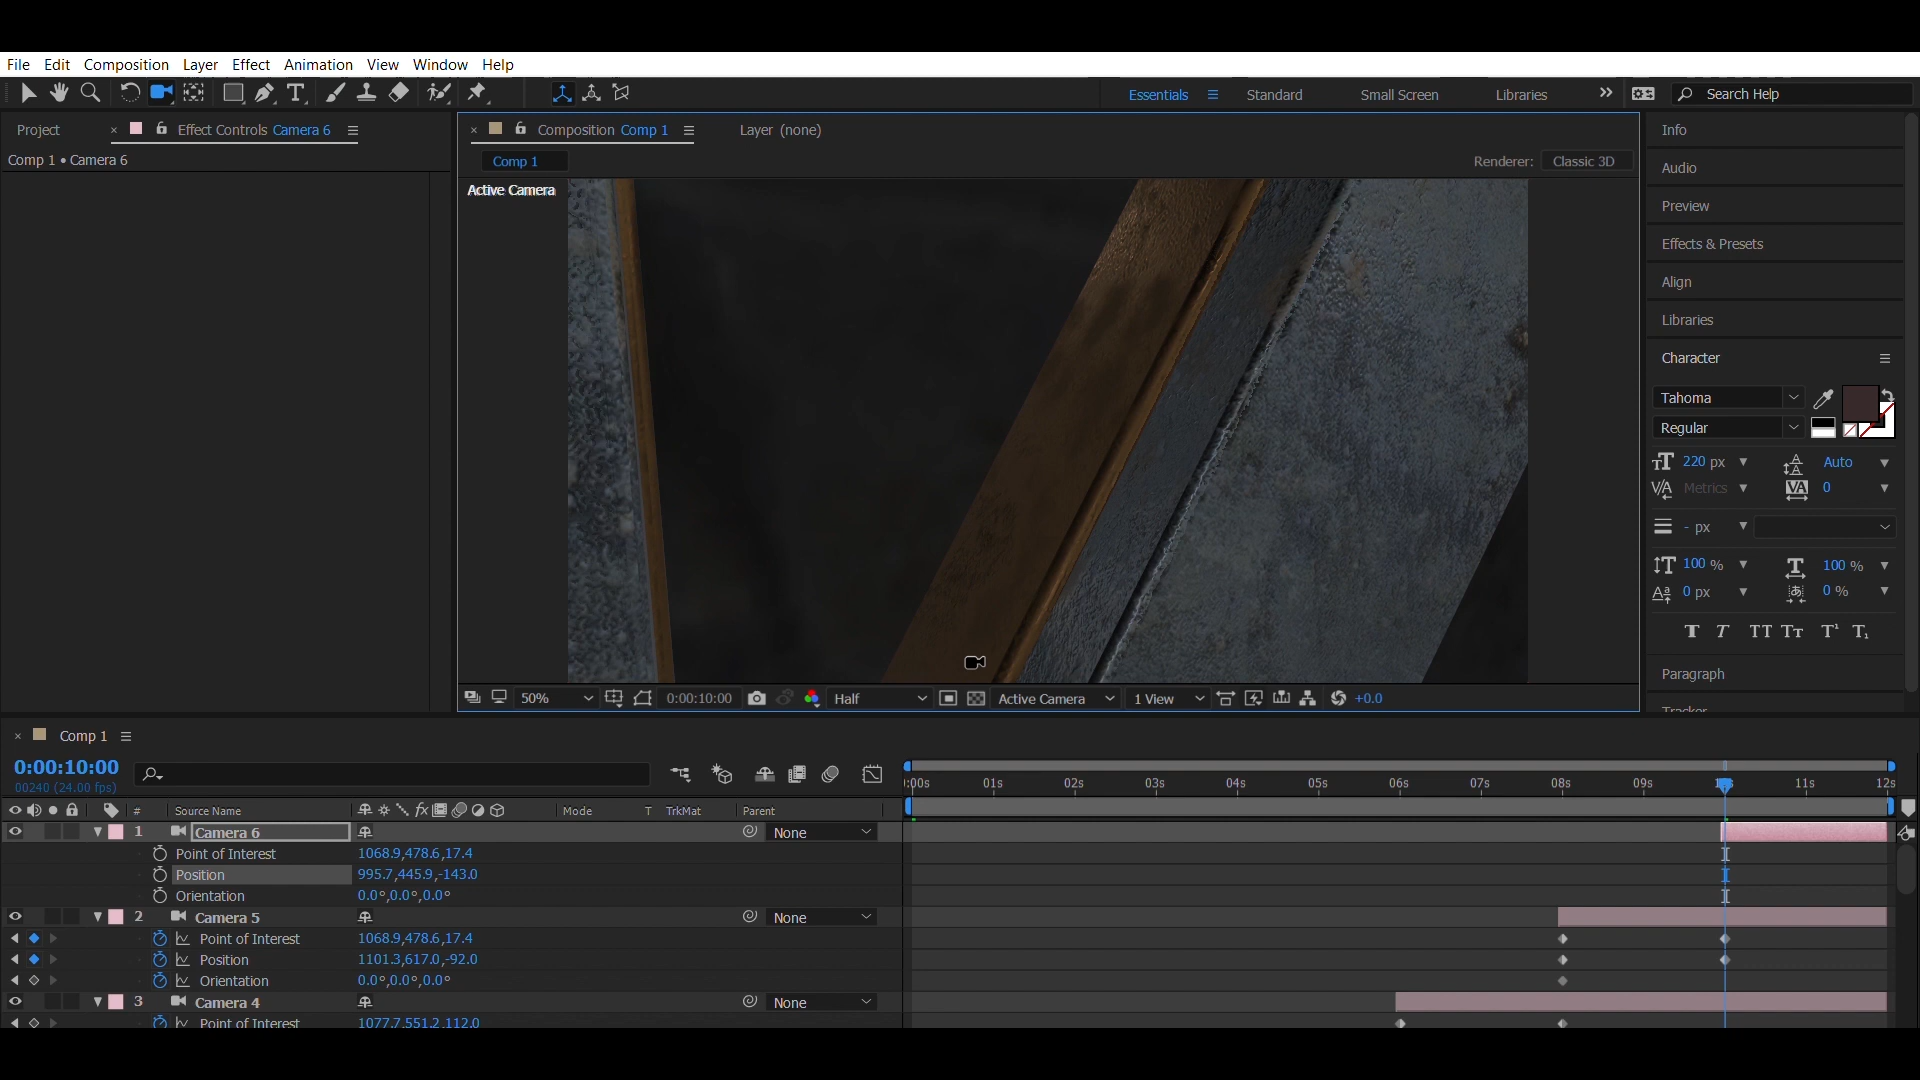 File Edit Composition Layer Effect Animation View Window Help
Essentials Standard Small Screen Libraries Search Help
Project Effect Controls Camera 6
Composition Comp 1 Layer (none)
Comp 1 • Camera 6
Comp 1 Renderer: Classic 3D
Active Camera
Info
Audio
Preview
Effects & Presets
Align
Libraries
Character
Tahoma
Regular
220 px Auto
Metrics 0
- px
100 % 100 %
0 px 0 %
T T TT Tт T¹ T₁
Paragraph
Tracker
50% 0:00:10:00 Half Active Camera 1 View +0.0
Comp 1
0:00:10:00
00240 (24.00 fps)
:00s 01s 02s 03s 04s 05s 06s 07s 08s 09s 11s 12s
# Source Name Mode T TrkMat Parent
1 Camera 6 None
Point of Interest 1068.9,478.6,17.4
Position 995.7,445.9,-143.0
Orientation 0.0°,0.0°,0.0°
2 Camera 5 None
Point of Interest 1068.9,478.6,17.4
Position 1101.3,617.0,-92.0
Orientation 0.0°,0.0°,0.0°
3 Camera 4 None
Point of Interest 1077.7,551.2,112.0